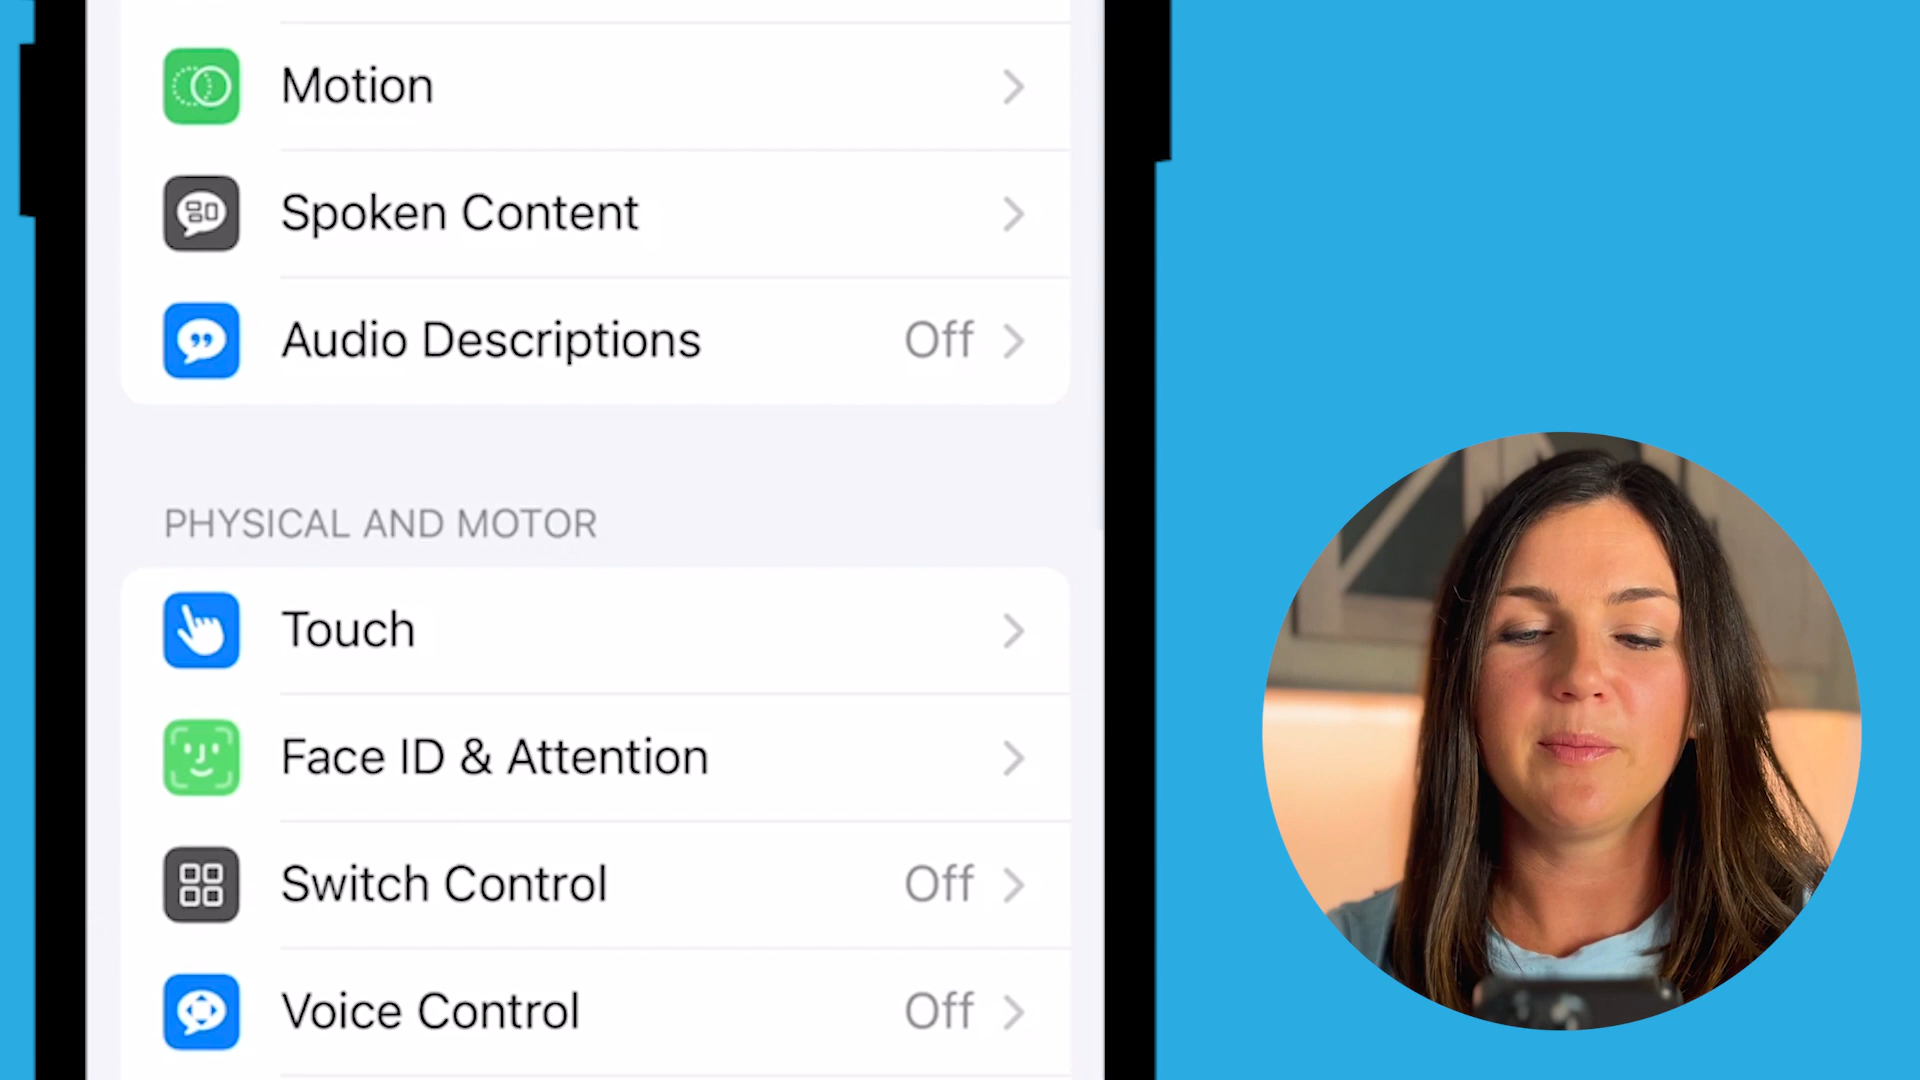 Motion
Spoken Content
Audio Descriptions Off
PHYSICAL AND MOTOR
Touch
Face ID & Attention
Switch Control Off
Voice Control Off